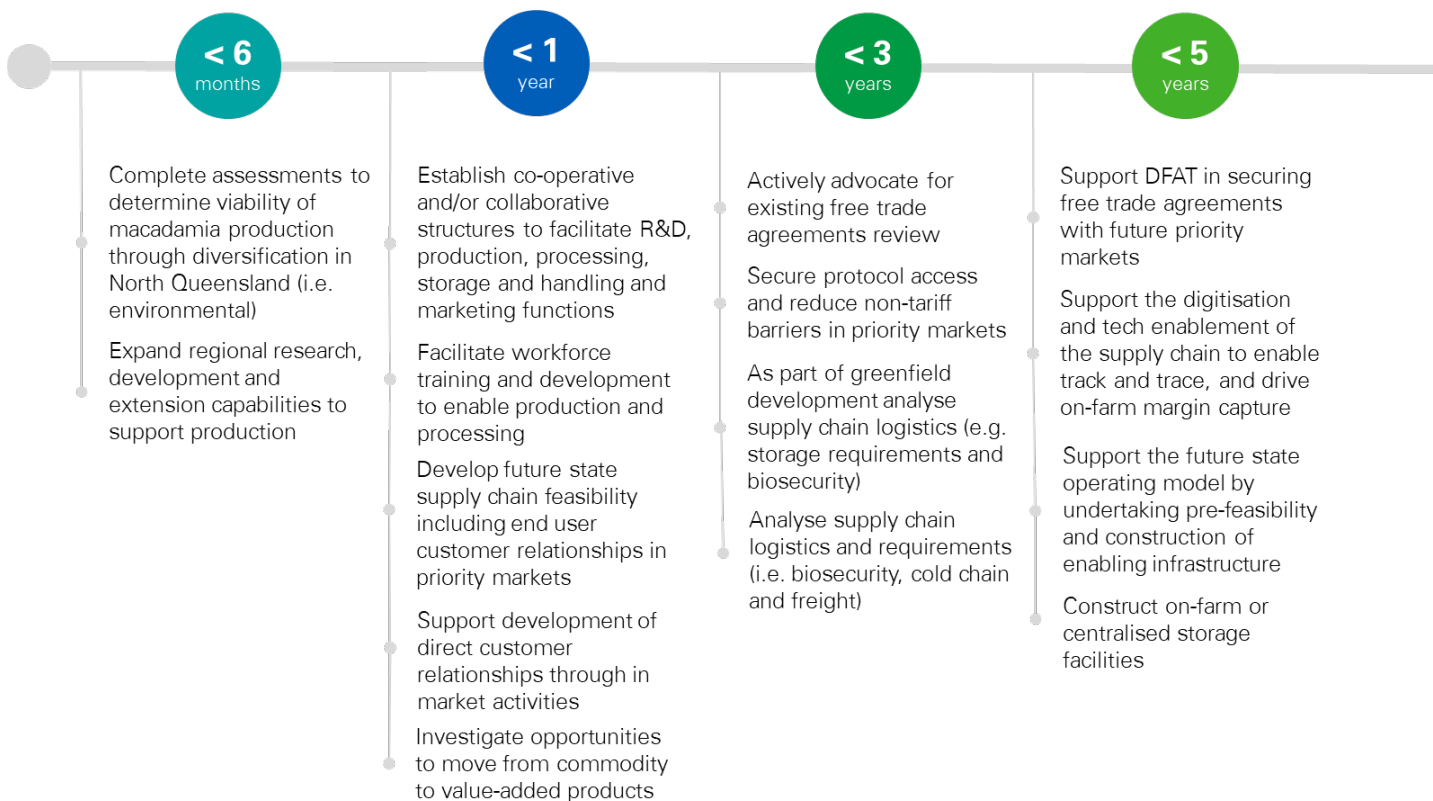 < 6
months
< 1
year
< 3
years
< 5
years
Complete assessments to
determine viability of
macadamia production
through diversification in
North Queensland (i.e.
environmental)
Expand regional research,
development and
extension capabilities to
support production
Establish co-operative
and/or collaborative
structures to facilitate R&D,
production, processing,
storage and handling and
marketing functions
Facilitate workforce
training and development
to enable production and
processing
Develop future state
supply chain feasibility
including end user
customer relationships in
priority markets
Support development of
direct customer
relationships through in
market activities
Investigate opportunities
to move from commodity
to value-added products
Actively advocate for
existing free trade
agreements review
Secure protocol access
and reduce non-tariff
barriers in priority markets
As part of greenfield
development analyse
supply chain logistics (e.g.
storage requirements and
biosecurity)
Analyse supply chain
logistics and requirements
(i.e. biosecurity, cold chain
and freight)
Support DFAT in securing
free trade agreements
with future priority
markets
Support the digitisation
and tech enablement of
the supply chain to enable
track and trace, and drive
on-farm margin capture
Support the future state
operating model by
undertaking pre-feasibility
and construction of
enabling infrastructure
Construct on-farm or
centralised storage
facilities